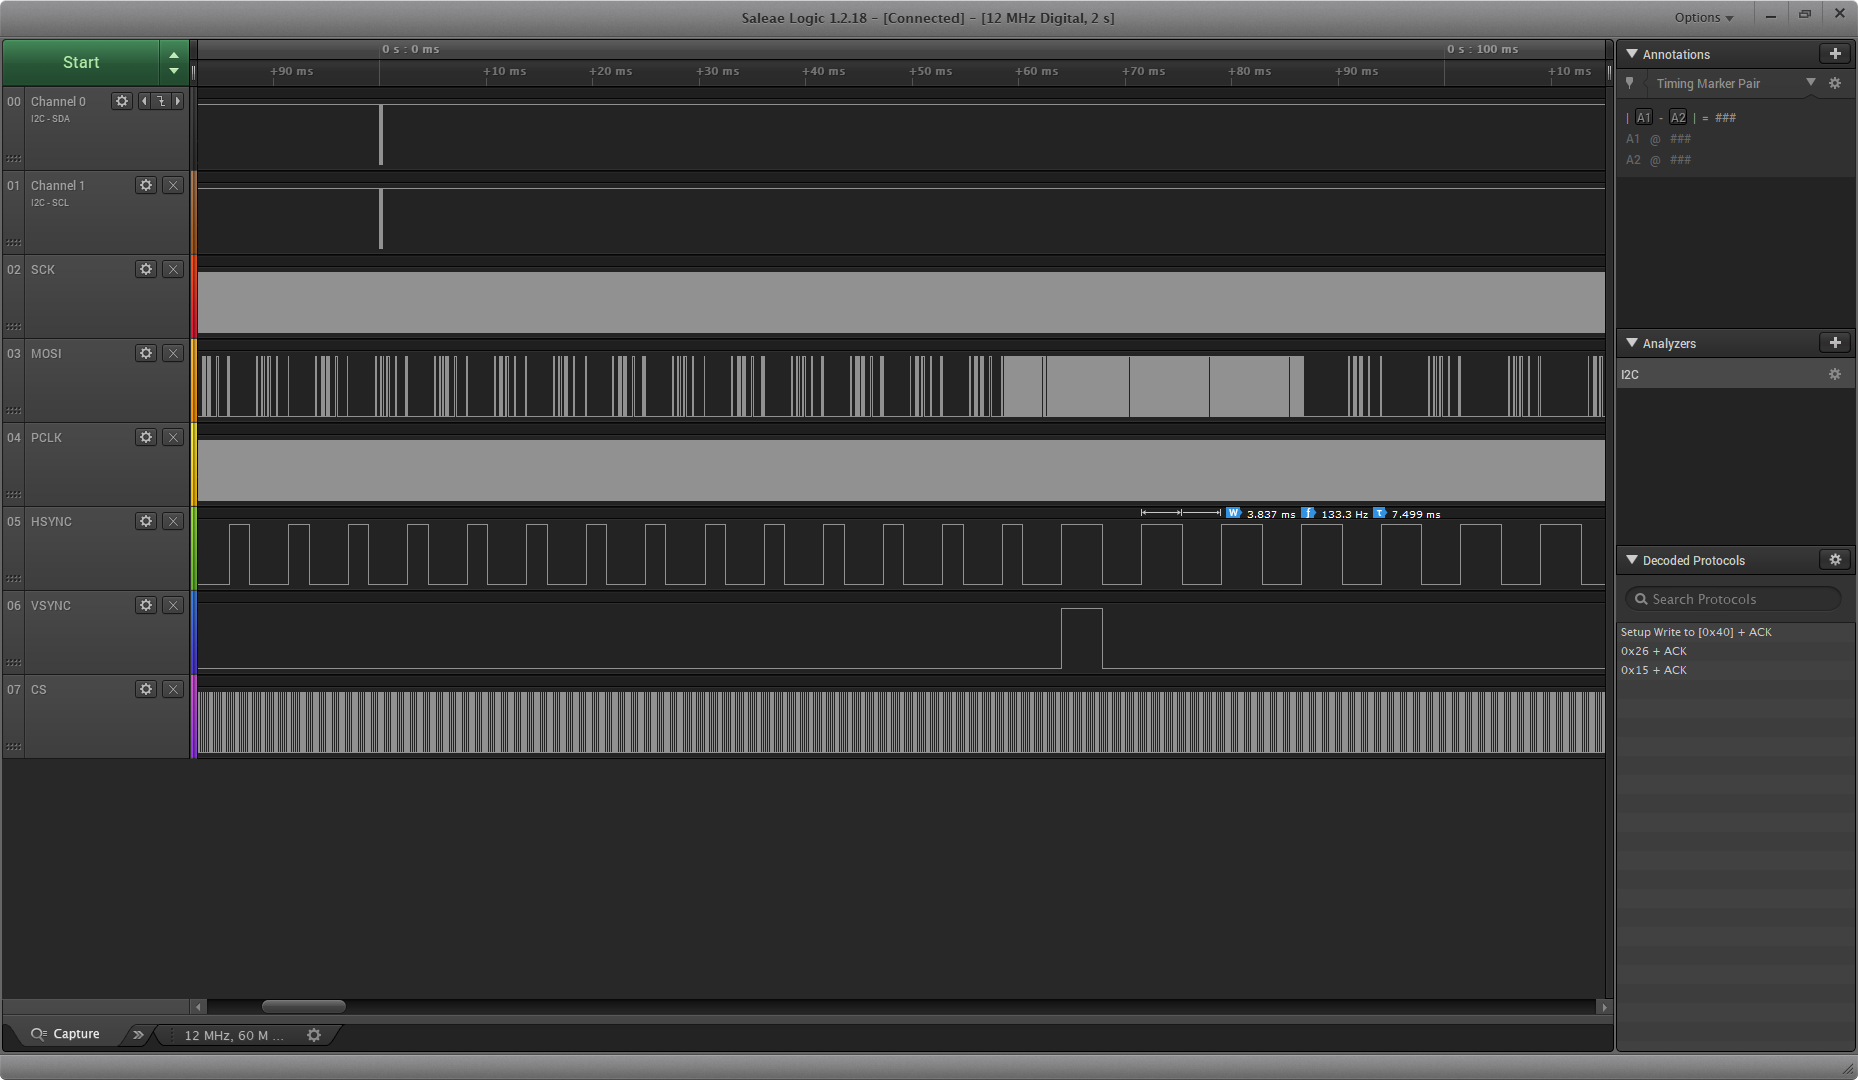 Saleae Logic 1.2.18 - [Connected] - [12 MHz Digital, 2 s]
Options
Start
0 s : 0 ms
0 s : 100 ms
+90 ms
+10 ms
+20 ms
+30 ms
+40 ms
+50 ms
+60 ms
+70 ms
+80 ms
+90 ms
+10 ms
00
Channel 0
I2C - SDA
01
Channel 1
I2C - SCL
02
SCK
03
MOSI
04
PCLK
05
HSYNC
W 3.837 ms f 133.3 Hz T 7.499 ms
06
VSYNC
07
CS
Annotations
Timing Marker Pair
| A1 - A2 | = ###
A1 @ ###
A2 @ ###
Analyzers
I2C
Decoded Protocols
Search Protocols
Setup Write to [0x40] + ACK
0x26 + ACK
0x15 + ACK
Capture
12 MHz, 60 M ...